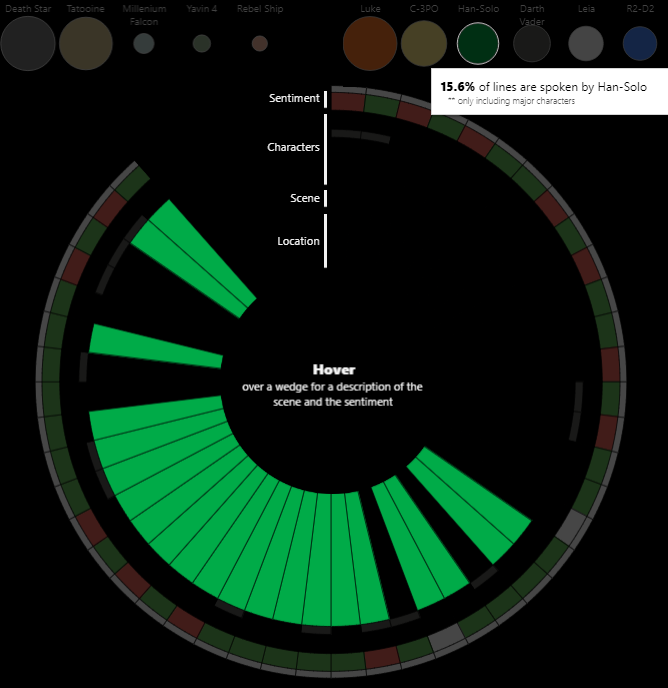 Death Star Tatooine Millenium Falcon Yavin 4 Rebel Ship Luke C-3PO Han-Solo Darth Vader Leia R2-D2
15.6% of lines are spoken by Han-Solo
** only including major characters
Sentiment
Characters
Scene
Location
Hover
over a wedge for a description of the
scene and the sentiment